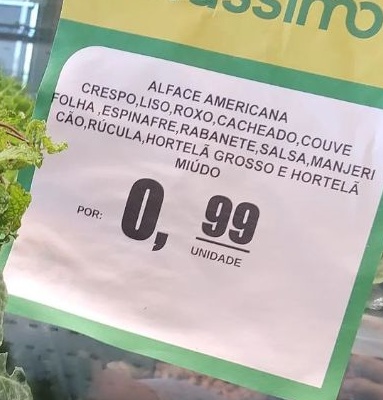 ALFACE AMERICANA
CRESPO,LISO,ROXO,CACHEADO,COUVE
FOLHA ,ESPINAFRE,RABANETE,SALSA,MANJERI
CÃO,RÚCULA,HORTELÃ GROSSO E HORTELÃ
MIÚDO
POR: 0, 99
UNIDADE